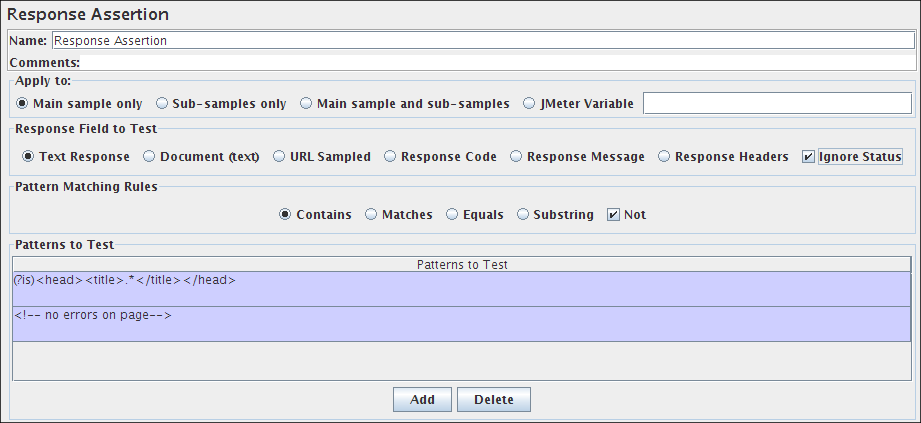 Response Assertion
Name: Response Assertion
Comments:
Apply to:
Main sample only Sub-samples only Main sample and sub-samples JMeter Variable
Response Field to Test
Text Response Document (text) URL Sampled Response Code Response Message Response Headers Ignore Status
Pattern Matching Rules
Contains Matches Equals Substring Not
Patterns to Test
Patterns to Test
(?is)<head><title>.*</title></head>
<!-- no errors on page-->
Add Delete